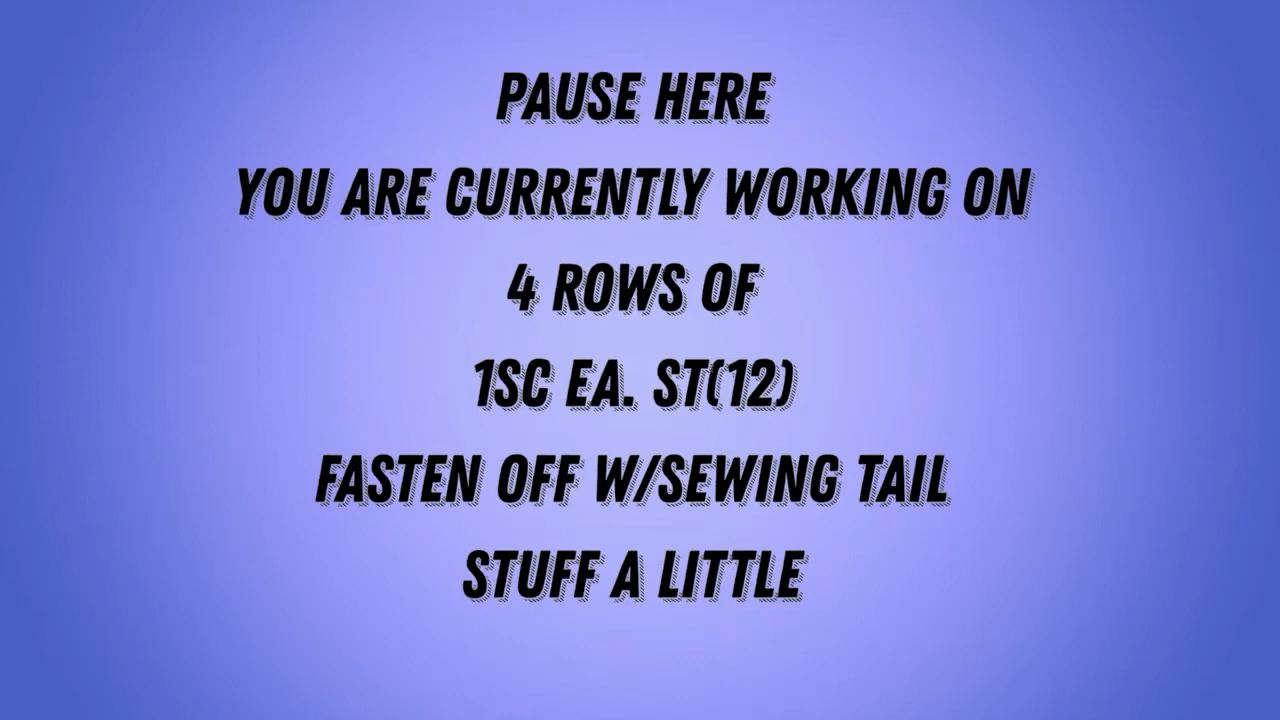 PAUSE HERE
YOU ARE CURRENTLY WORKING ON
4 ROWS OF
1SC EA. ST(12)
FASTEN OFF W/SEWING TAIL
STUFF A LITTLE